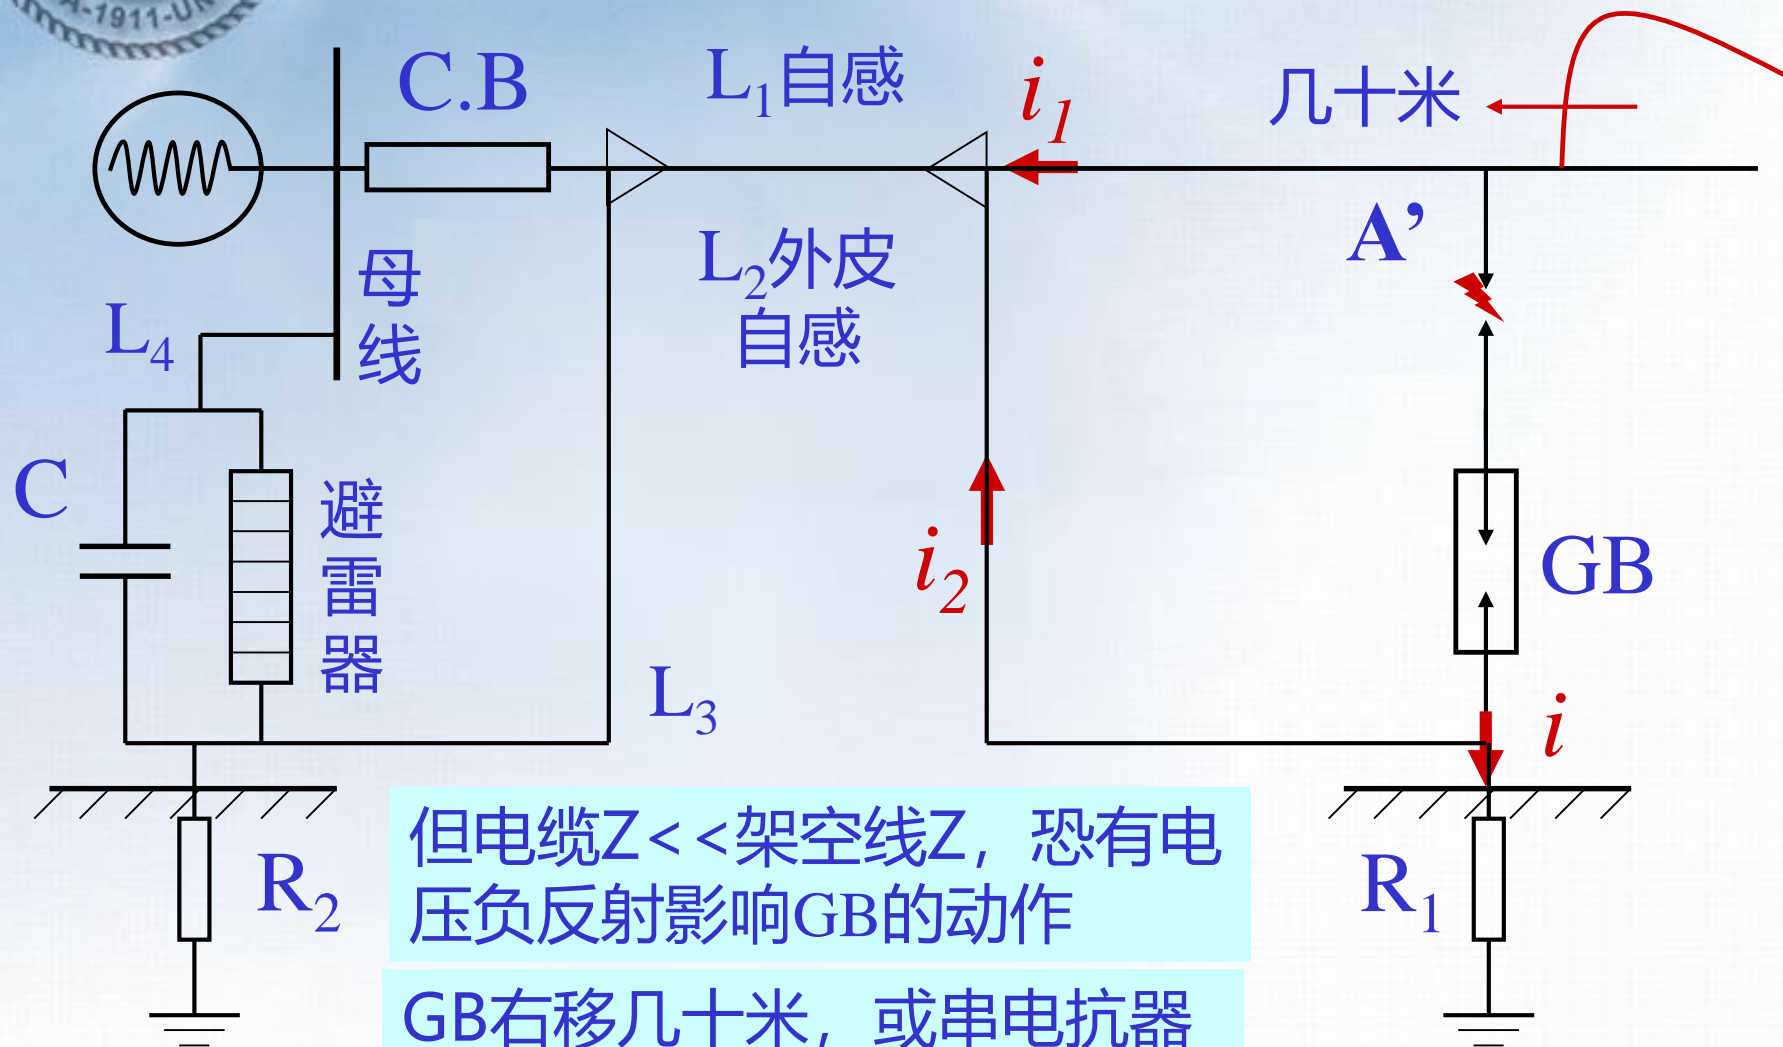 A-1911-UN
C.B
L₁自感
i₁
几十米
A’
L₂外皮
自感
母线
L₄
C
避雷器
i₂
GB
L₃
i
但电缆Z<<架空线Z，恐有电
压负反射影响GB的动作
R₂
R₁
GB右移几十米，或串电抗器